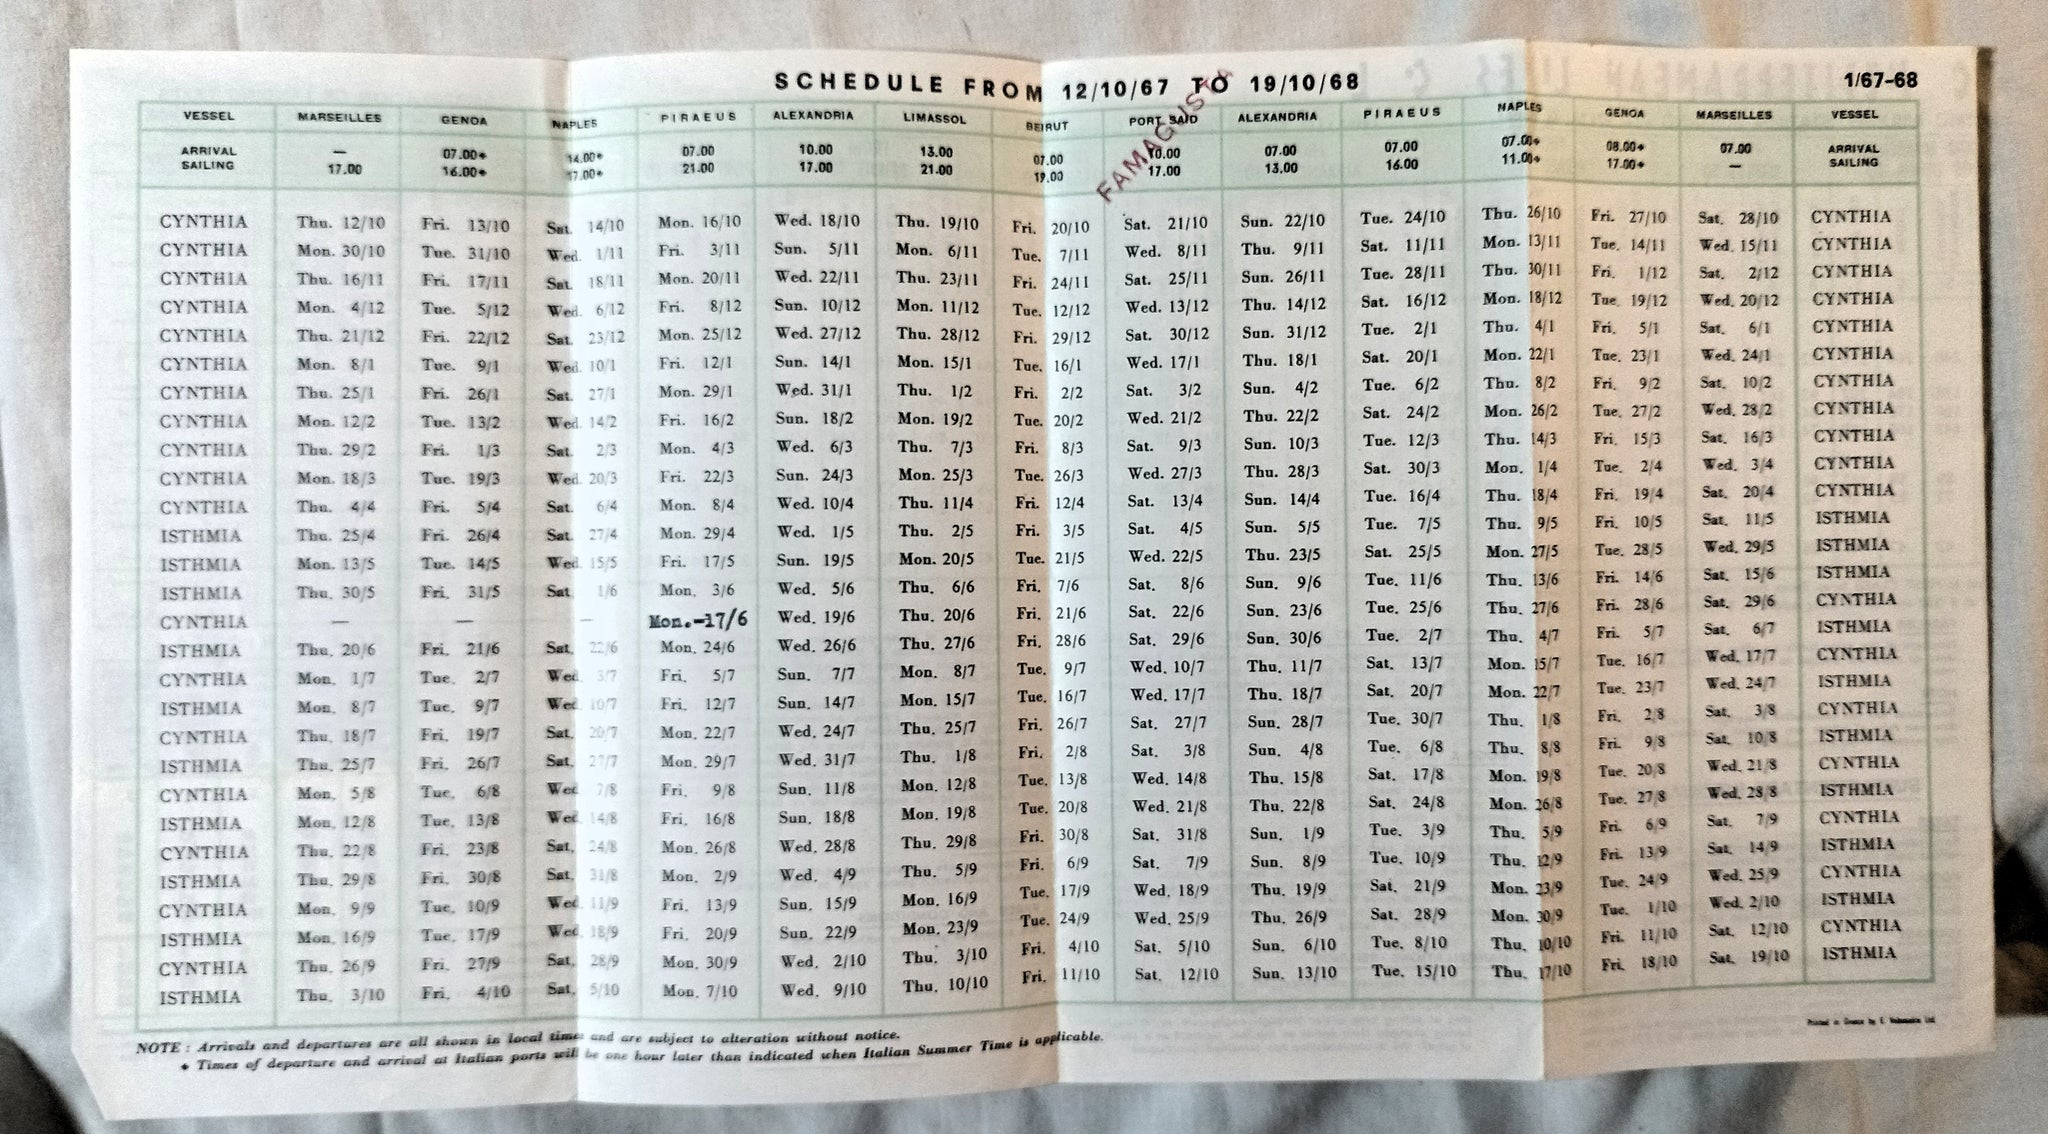 SCHEDULE FROM 12/10/67 TO 19/10/68 1/67-68
FAMAGUSTA
VESSEL MARSEILLES GENOA NAPLES PIRAEUS ALEXANDRIA LIMASSOL BEIRUT PORT SAID ALEXANDRIA PIRAEUS NAPLES GENOA MARSEILLES VESSEL
ARRIVAL — 07.00* 14.00* 07.00 10.00 13.00 07.00 10.00 07.00 07.00 07.00* 08.00* 07.00 ARRIVAL
SAILING 17.00 16.00* 17.00* 21.00 17.00 21.00 19.00 17.00 13.00 16.00 11.00* 17.00* — SAILING
CYNTHIA Thu. 12/10 Fri. 13/10 Sat. 14/10 Mon. 16/10 Wed. 18/10 Thu. 19/10 Fri. 20/10 Sat. 21/10 Sun. 22/10 Tue. 24/10 Thu. 26/10 Fri. 27/10 Sat. 28/10 CYNTHIA
CYNTHIA Mon. 30/10 Tue. 31/10 Wed. 1/11 Fri. 3/11 Sun. 5/11 Mon. 6/11 Tue. 7/11 Wed. 8/11 Thu. 9/11 Sat. 11/11 Mon. 13/11 Tue. 14/11 Wed. 15/11 CYNTHIA
CYNTHIA Thu. 16/11 Fri. 17/11 Sat. 18/11 Mon. 20/11 Wed. 22/11 Thu. 23/11 Fri. 24/11 Sat. 25/11 Sun. 26/11 Tue. 28/11 Thu. 30/11 Fri. 1/12 Sat. 2/12 CYNTHIA
CYNTHIA Mon. 4/12 Tue. 5/12 Wed. 6/12 Fri. 8/12 Sun. 10/12 Mon. 11/12 Tue. 12/12 Wed. 13/12 Thu. 14/12 Sat. 16/12 Mon. 18/12 Tue. 19/12 Wed. 20/12 CYNTHIA
CYNTHIA Thu. 21/12 Fri. 22/12 Sat. 23/12 Mon. 25/12 Wed. 27/12 Thu. 28/12 Fri. 29/12 Sat. 30/12 Sun. 31/12 Tue. 2/1 Thu. 4/1 Fri. 5/1 Sat. 6/1 CYNTHIA
CYNTHIA Mon. 8/1 Tue. 9/1 Wed. 10/1 Fri. 12/1 Sun. 14/1 Mon. 15/1 Tue. 16/1 Wed. 17/1 Thu. 18/1 Sat. 20/1 Mon. 22/1 Tue. 23/1 Wed. 24/1 CYNTHIA
CYNTHIA Thu. 25/1 Fri. 26/1 Sat. 27/1 Mon. 29/1 Wed. 31/1 Thu. 1/2 Fri. 2/2 Sat. 3/2 Sun. 4/2 Tue. 6/2 Thu. 8/2 Fri. 9/2 Sat. 10/2 CYNTHIA
CYNTHIA Mon. 12/2 Tue. 13/2 Wed. 14/2 Fri. 16/2 Sun. 18/2 Mon. 19/2 Tue. 20/2 Wed. 21/2 Thu. 22/2 Sat. 24/2 Mon. 26/2 Tue. 27/2 Wed. 28/2 CYNTHIA
CYNTHIA Thu. 29/2 Fri. 1/3 Sat. 2/3 Mon. 4/3 Wed. 6/3 Thu. 7/3 Fri. 8/3 Sat. 9/3 Sun. 10/3 Tue. 12/3 Thu. 14/3 Fri. 15/3 Sat. 16/3 CYNTHIA
CYNTHIA Mon. 18/3 Tue. 19/3 Wed. 20/3 Fri. 22/3 Sun. 24/3 Mon. 25/3 Tue. 26/3 Wed. 27/3 Thu. 28/3 Sat. 30/3 Mon. 1/4 Tue. 2/4 Wed. 3/4 CYNTHIA
CYNTHIA Thu. 4/4 Fri. 5/4 Sat. 6/4 Mon. 8/4 Wed. 10/4 Thu. 11/4 Fri. 12/4 Sat. 13/4 Sun. 14/4 Tue. 16/4 Thu. 18/4 Fri. 19/4 Sat. 20/4 CYNTHIA
ISTHMIA Thu. 25/4 Fri. 26/4 Sat. 27/4 Mon. 29/4 Wed. 1/5 Thu. 2/5 Fri. 3/5 Sat. 4/5 Sun. 5/5 Tue. 7/5 Thu. 9/5 Fri. 10/5 Sat. 11/5 ISTHMIA
ISTHMIA Mon. 13/5 Tue. 14/5 Wed. 15/5 Fri. 17/5 Sun. 19/5 Mon. 20/5 Tue. 21/5 Wed. 22/5 Thu. 23/5 Sat. 25/5 Mon. 27/5 Tue. 28/5 Wed. 29/5 ISTHMIA
ISTHMIA Thu. 30/5 Fri. 31/5 Sat. 1/6 Mon. 3/6 Wed. 5/6 Thu. 6/6 Fri. 7/6 Sat. 8/6 Sun. 9/6 Tue. 11/6 Thu. 13/6 Fri. 14/6 Sat. 15/6 ISTHMIA
CYNTHIA — — — Mon.-17/6 Wed. 19/6 Thu. 20/6 Fri. 21/6 Sat. 22/6 Sun. 23/6 Tue. 25/6 Thu. 27/6 Fri. 28/6 Sat. 29/6 CYNTHIA
ISTHMIA Thu. 20/6 Fri. 21/6 Sat. 22/6 Mon. 24/6 Wed. 26/6 Thu. 27/6 Fri. 28/6 Sat. 29/6 Sun. 30/6 Tue. 2/7 Thu. 4/7 Fri. 5/7 Sat. 6/7 ISTHMIA
CYNTHIA Mon. 1/7 Tue. 2/7 Wed. 3/7 Fri. 5/7 Sun. 7/7 Mon. 8/7 Tue. 9/7 Wed. 10/7 Thu. 11/7 Sat. 13/7 Mon. 15/7 Tue. 16/7 Wed. 17/7 CYNTHIA
ISTHMIA Mon. 8/7 Tue. 9/7 Wed. 10/7 Fri. 12/7 Sun. 14/7 Mon. 15/7 Tue. 16/7 Wed. 17/7 Thu. 18/7 Sat. 20/7 Mon. 22/7 Tue. 23/7 Wed. 24/7 ISTHMIA
CYNTHIA Thu. 18/7 Fri. 19/7 Sat. 20/7 Mon. 22/7 Wed. 24/7 Thu. 25/7 Fri. 26/7 Sat. 27/7 Sun. 28/7 Tue. 30/7 Thu. 1/8 Fri. 2/8 Sat. 3/8 CYNTHIA
ISTHMIA Thu. 25/7 Fri. 26/7 Sat. 27/7 Mon. 29/7 Wed. 31/7 Thu. 1/8 Fri. 2/8 Sat. 3/8 Sun. 4/8 Tue. 6/8 Thu. 8/8 Fri. 9/8 Sat. 10/8 ISTHMIA
CYNTHIA Mon. 5/8 Tue. 6/8 Wed. 7/8 Fri. 9/8 Sun. 11/8 Mon. 12/8 Tue. 13/8 Wed. 14/8 Thu. 15/8 Sat. 17/8 Mon. 19/8 Tue. 20/8 Wed. 21/8 CYNTHIA
ISTHMIA Mon. 12/8 Tue. 13/8 Wed. 14/8 Fri. 16/8 Sun. 18/8 Mon. 19/8 Tue. 20/8 Wed. 21/8 Thu. 22/8 Sat. 24/8 Mon. 26/8 Tue. 27/8 Wed. 28/8 ISTHMIA
CYNTHIA Thu. 22/8 Fri. 23/8 Sat. 24/8 Mon. 26/8 Wed. 28/8 Thu. 29/8 Fri. 30/8 Sat. 31/8 Sun. 1/9 Tue. 3/9 Thu. 5/9 Fri. 6/9 Sat. 7/9 CYNTHIA
ISTHMIA Thu. 29/8 Fri. 30/8 Sat. 31/8 Mon. 2/9 Wed. 4/9 Thu. 5/9 Fri. 6/9 Sat. 7/9 Sun. 8/9 Tue. 10/9 Thu. 12/9 Fri. 13/9 Sat. 14/9 ISTHMIA
CYNTHIA Mon. 9/9 Tue. 10/9 Wed. 11/9 Fri. 13/9 Sun. 15/9 Mon. 16/9 Tue. 17/9 Wed. 18/9 Thu. 19/9 Sat. 21/9 Mon. 23/9 Tue. 24/9 Wed. 25/9 CYNTHIA
ISTHMIA Mon. 16/9 Tue. 17/9 Wed. 18/9 Fri. 20/9 Sun. 22/9 Mon. 23/9 Tue. 24/9 Wed. 25/9 Thu. 26/9 Sat. 28/9 Mon. 30/9 Tue. 1/10 Wed. 2/10 ISTHMIA
CYNTHIA Thu. 26/9 Fri. 27/9 Sat. 28/9 Mon. 30/9 Wed. 2/10 Thu. 3/10 Fri. 4/10 Sat. 5/10 Sun. 6/10 Tue. 8/10 Thu. 10/10 Fri. 11/10 Sat. 12/10 CYNTHIA
ISTHMIA Thu. 3/10 Fri. 4/10 Sat. 5/10 Mon. 7/10 Wed. 9/10 Thu. 10/10 Fri. 11/10 Sat. 12/10 Sun. 13/10 Tue. 15/10 Thu. 17/10 Fri. 18/10 Sat. 19/10 ISTHMIA
Printed in Greece by
NOTE : Arrivals and departures are all shown in local time and are subject to alteration without notice.
* Times of departure and arrival at Italian ports will be one hour later than indicated when Italian Summer Time is applicable.